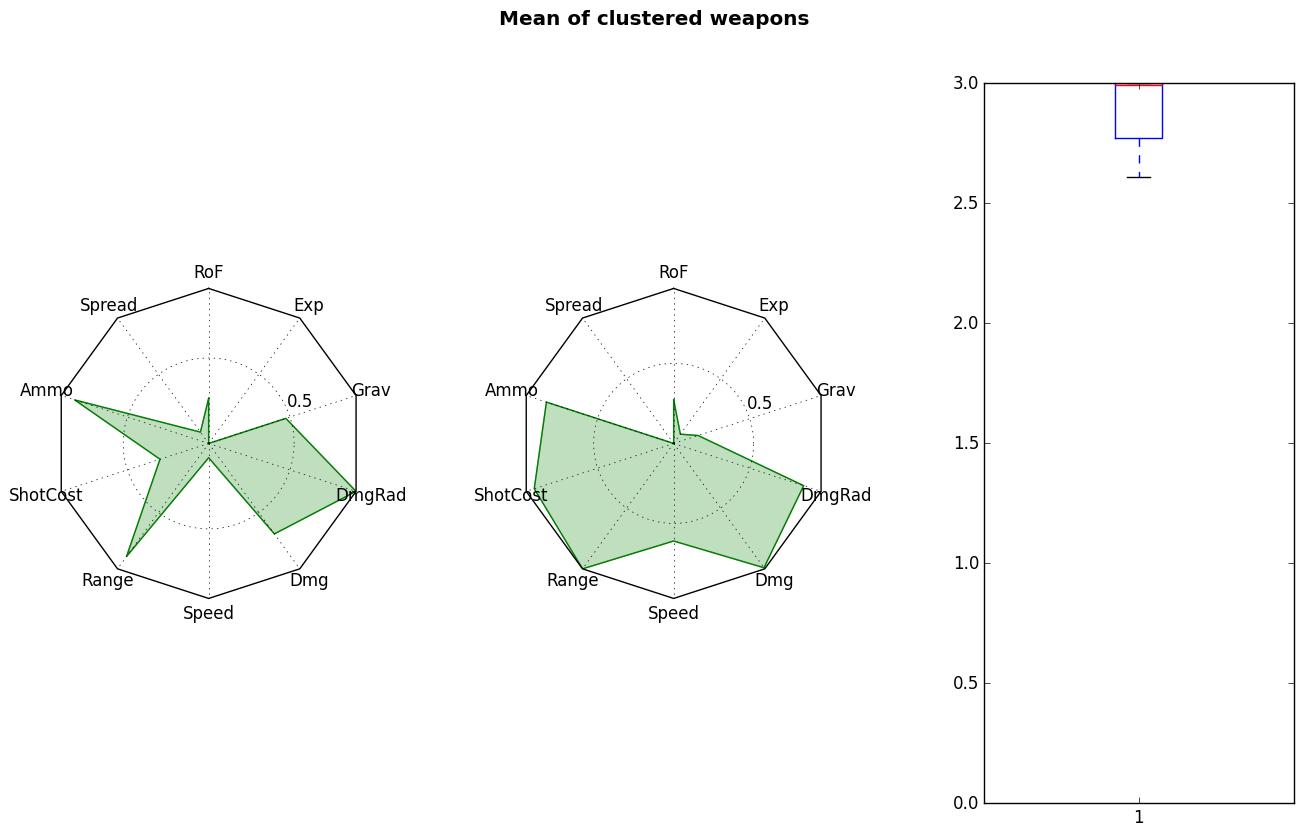 Mean of clustered weapons
RoF
Exp
Spread
Grav
Ammo
0.5
DmgRad
ShotCost
Dmg
Range
Speed
RoF
Exp
Spread
Grav
Ammo
0.5
DmgRad
ShotCost
Dmg
Range
Speed
3.0
2.5
2.0
1.5
1.0
0.5
0.0
1